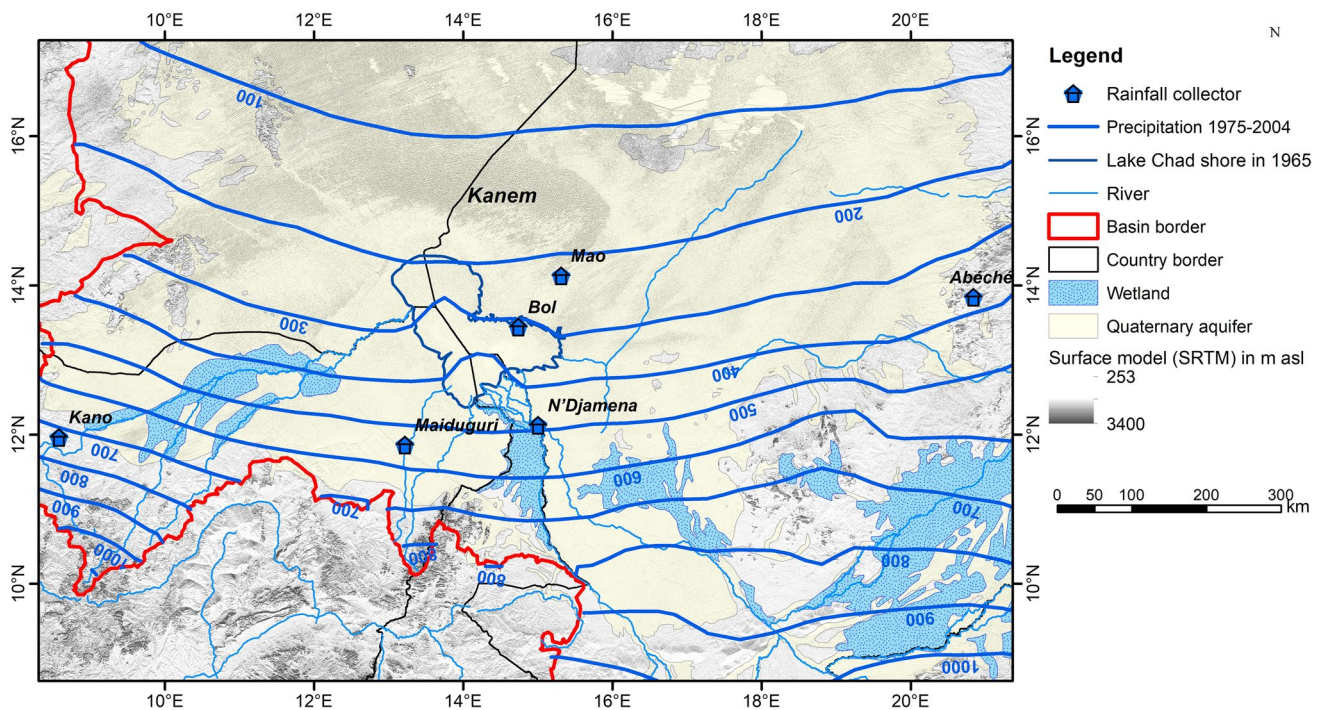 10°E 12°E 14°E 16°E 18°E 20°E
N
Legend
Rainfall collector
Precipitation 1975-2004
Lake Chad shore in 1965
River
Basin border
Country border
Wetland
Quaternary aquifer
Surface model (SRTM) in m asl
253
3400
0 50 100 200 300
km
16°N
16°N
14°N
14°N
12°N
12°N
10°N
10°N
100
Kanem
200
Mao
Abéché
Bol
300
400
500
Kano
Maiduguri
N'Djamena
700
600
800
900
700
700
1000
800
800
800
900
1000
10°E 12°E 14°E 16°E 18°E 20°E